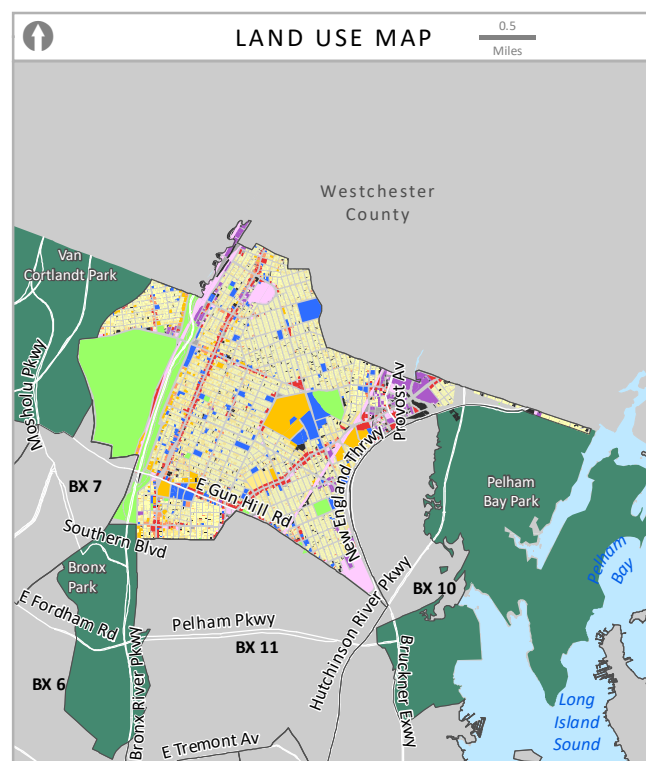 LAND USE MAP
0.5
Miles
Westchester
County
Van
Cortlandt Park
Mosholu Pkwy
Provost Av
BX 7
E Gun Hill Rd
New England Thrwy
Pelham
Bay Park
Southern Blvd
Bronx
Park
Pelham
Bay
E Fordham Rd
Pelham Pkwy
BX 10
Hutchinson River Pkwy
BX 11
BX 6
Bronx River Pkwy
Bruckner Expwy
Long
Island
Sound
E Tremont Av